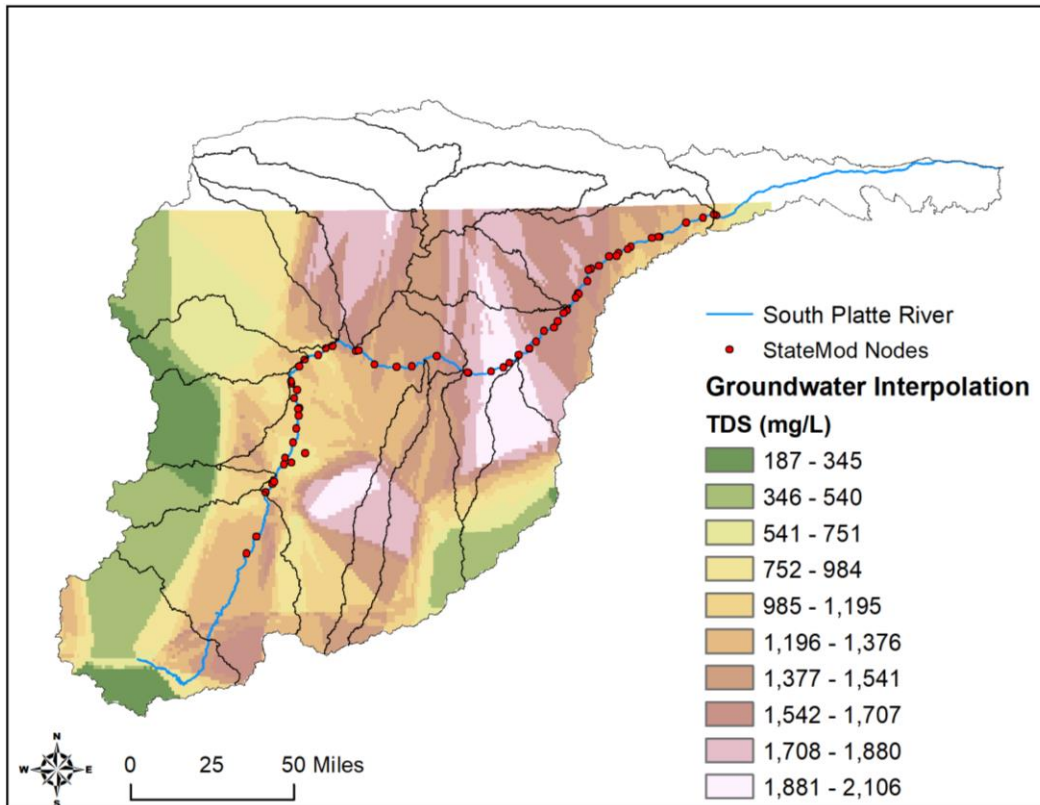 South Platte River
StateMod Nodes
Groundwater Interpolation
TDS (mg/L)
187 - 345
346 - 540
541 - 751
752 - 984
985 - 1,195
1,196 - 1,376
1,377 - 1,541
1,542 - 1,707
1,708 - 1,880
1,881 - 2,106
N
W E
S
0 25 50 Miles